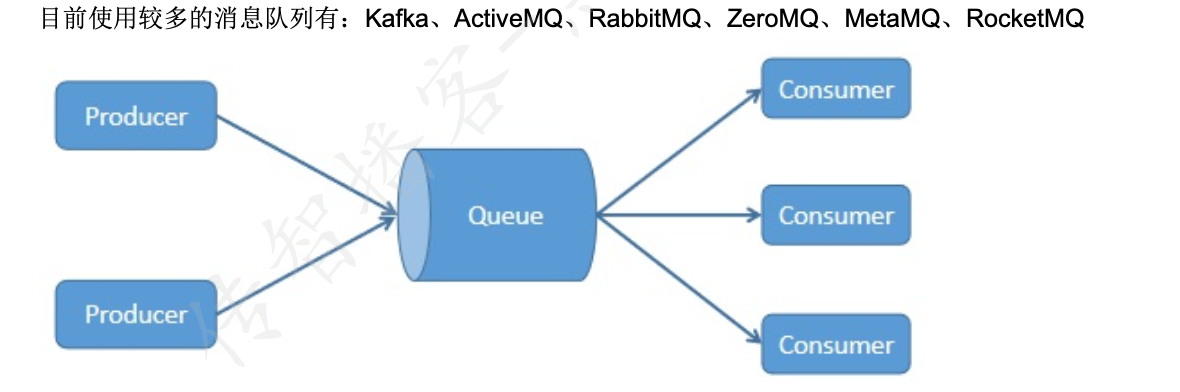 目前使用较多的消息队列有：Kafka、ActiveMQ、RabbitMQ、ZeroMQ、MetaMQ、RocketMQ
Producer
Producer
Queue
Consumer
Consumer
Consumer
传智播客